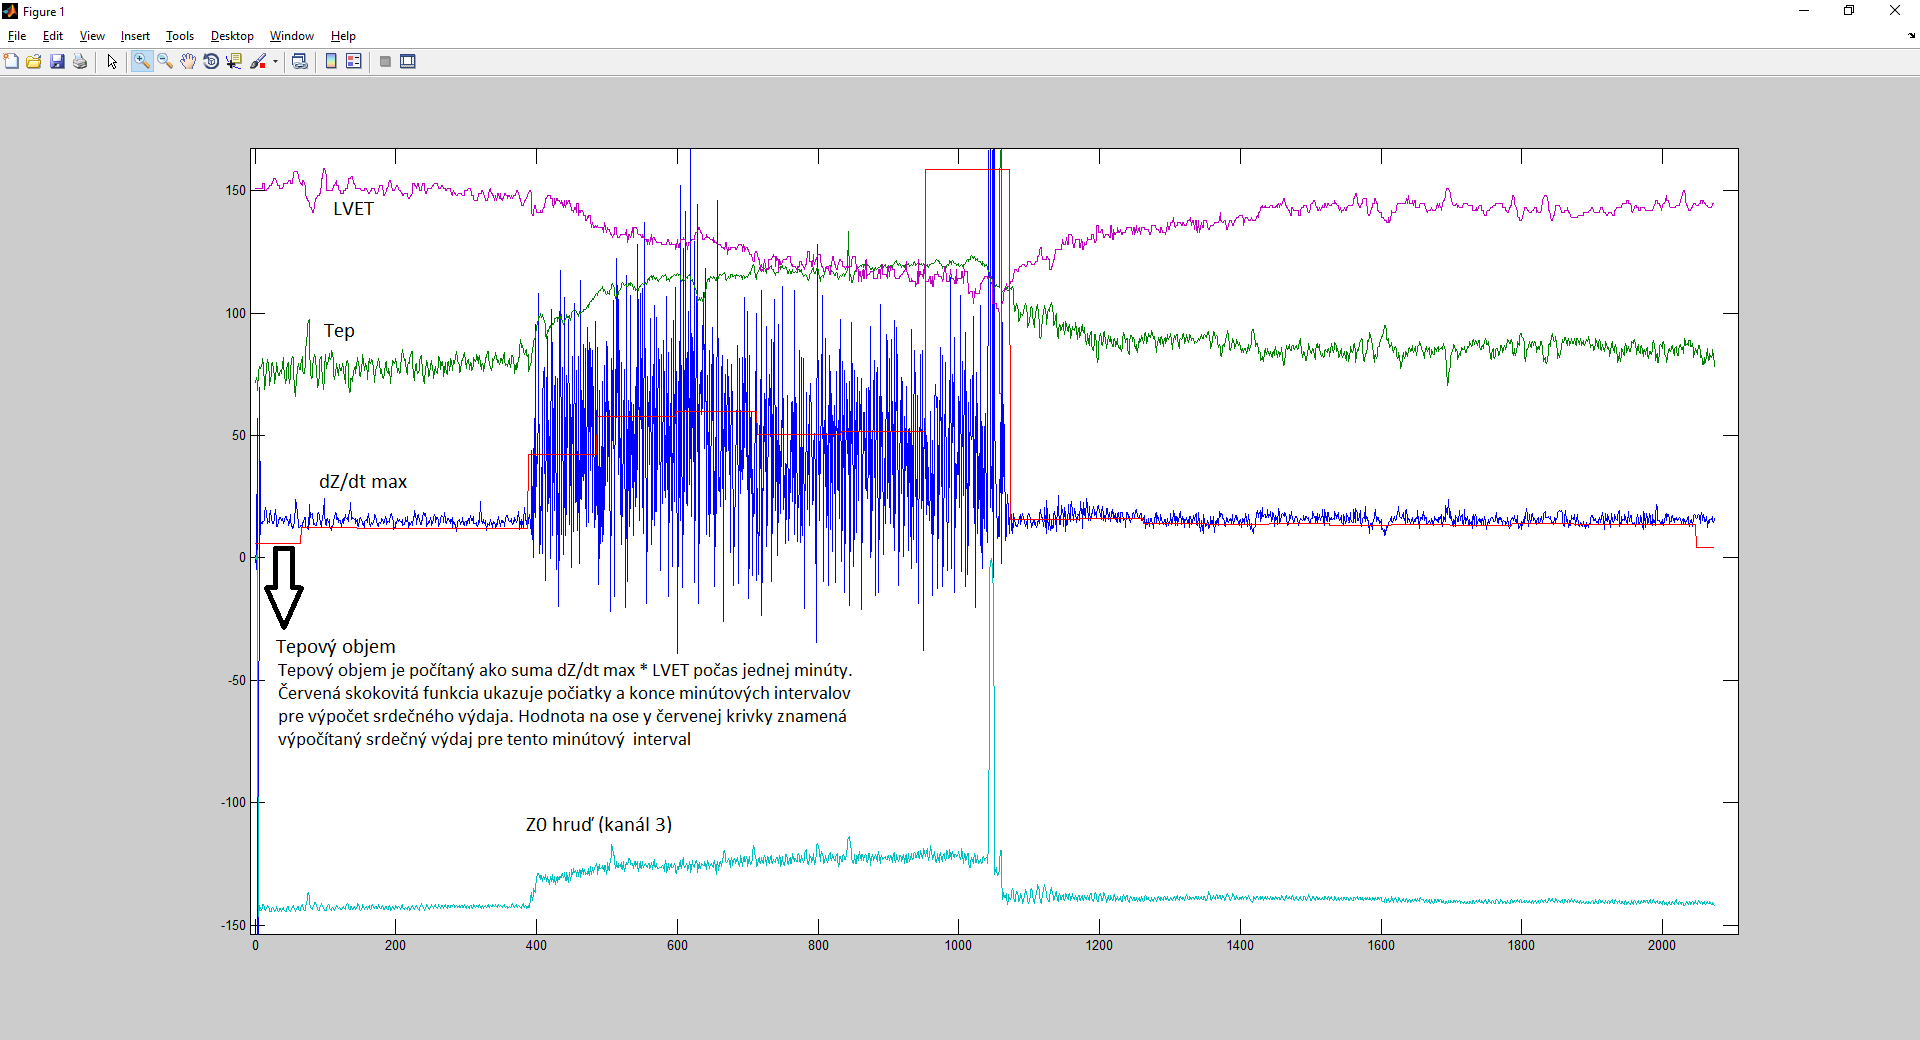 Figure 1
File Edit View Insert Tools Desktop Window Help
150
LVET
100
Tep
50
dZ/dt max
0
Tepový objem
Tepový objem je počítaný ako suma dZ/dt max * LVET počas jednej minúty.
-50
Červená skokovitá funkcia ukazuje počiatky a konce minútových intervalov
pre výpočet srdečného výdaja. Hodnota na ose y červenej krivky znamená
výpočítaný srdečný výdaj pre tento minútový interval
-100
Z0 hruď (kanál 3)
-150
0 200 400 600 800 1000 1200 1400 1600 1800 2000